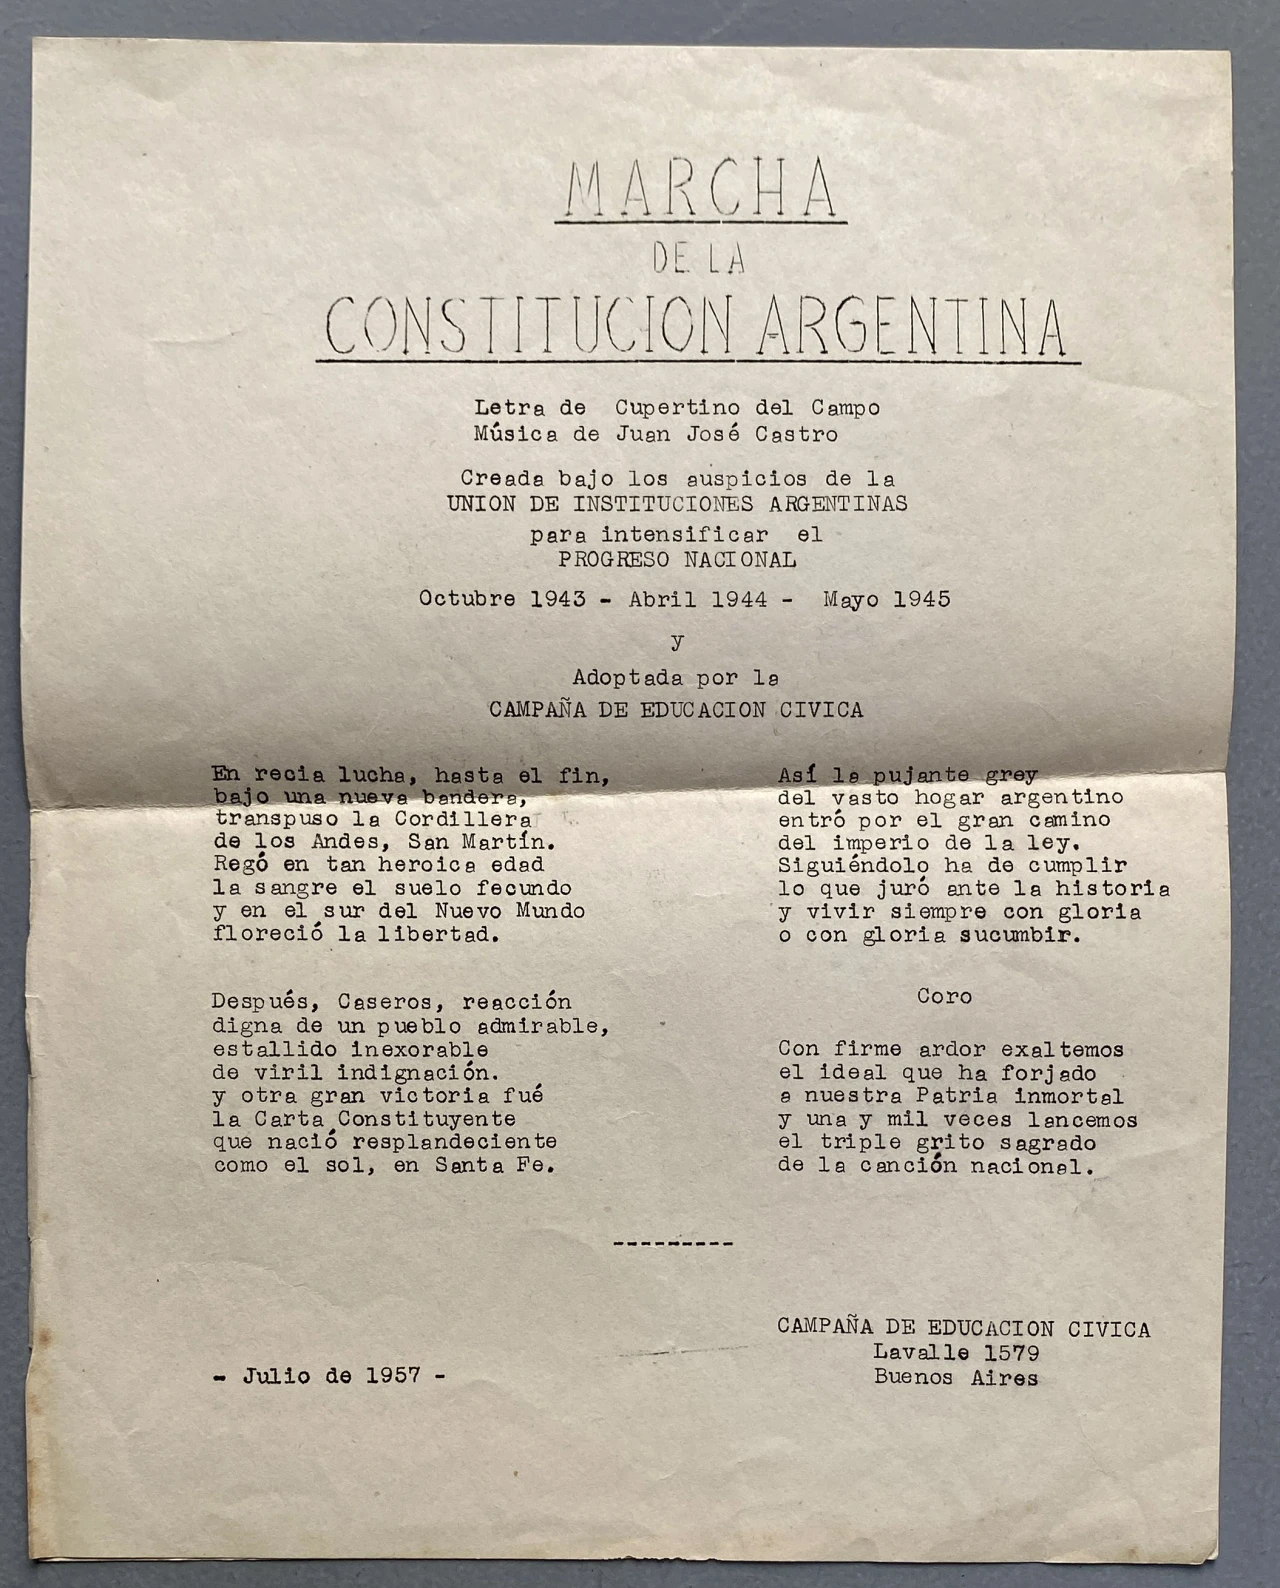 MARCHA
DE LA
CONSTITUCION ARGENTINA
Letra de Cupertino del Campo
Música de Juan José Castro
Creada bajo los auspicios de la
UNION DE INSTITUCIONES ARGENTINAS
para intensificar el
PROGRESO NACIONAL
Octubre 1943 - Abril 1944 - Mayo 1945
y
Adoptada por la
CAMPAÑA DE EDUCACION CIVICA
En recia lucha, hasta el fin,
bajo una nueva bandera,
transpuso la Cordillera
de los Andes, San Martín.
Regó en tan heroica edad
la sangre el suelo fecundo
y en el sur del Nuevo Mundo
floreció la libertad.
Después, Caseros, reacción
digna de un pueblo admirable,
estallido inexorable
de viril indignación.
y otra gran victoria fué
la Carta Constituyente
que nació resplandeciente
como el sol, en Santa Fe.
Así la pujante grey
del vasto hogar argentino
entró por el gran camino
del imperio de la ley.
Siguiéndolo ha de cumplir
lo que juró ante la historia
y vivir siempre con gloria
o con gloria sucumbir.
Coro
Con firme ardor exaltemos
el ideal que ha forjado
a nuestra Patria inmortal
y una y mil veces lancemos
el triple grito sagrado
de la canción nacional.
---------
CAMPAÑA DE EDUCACION CIVICA
Lavalle 1579
Buenos Aires
- Julio de 1957 -